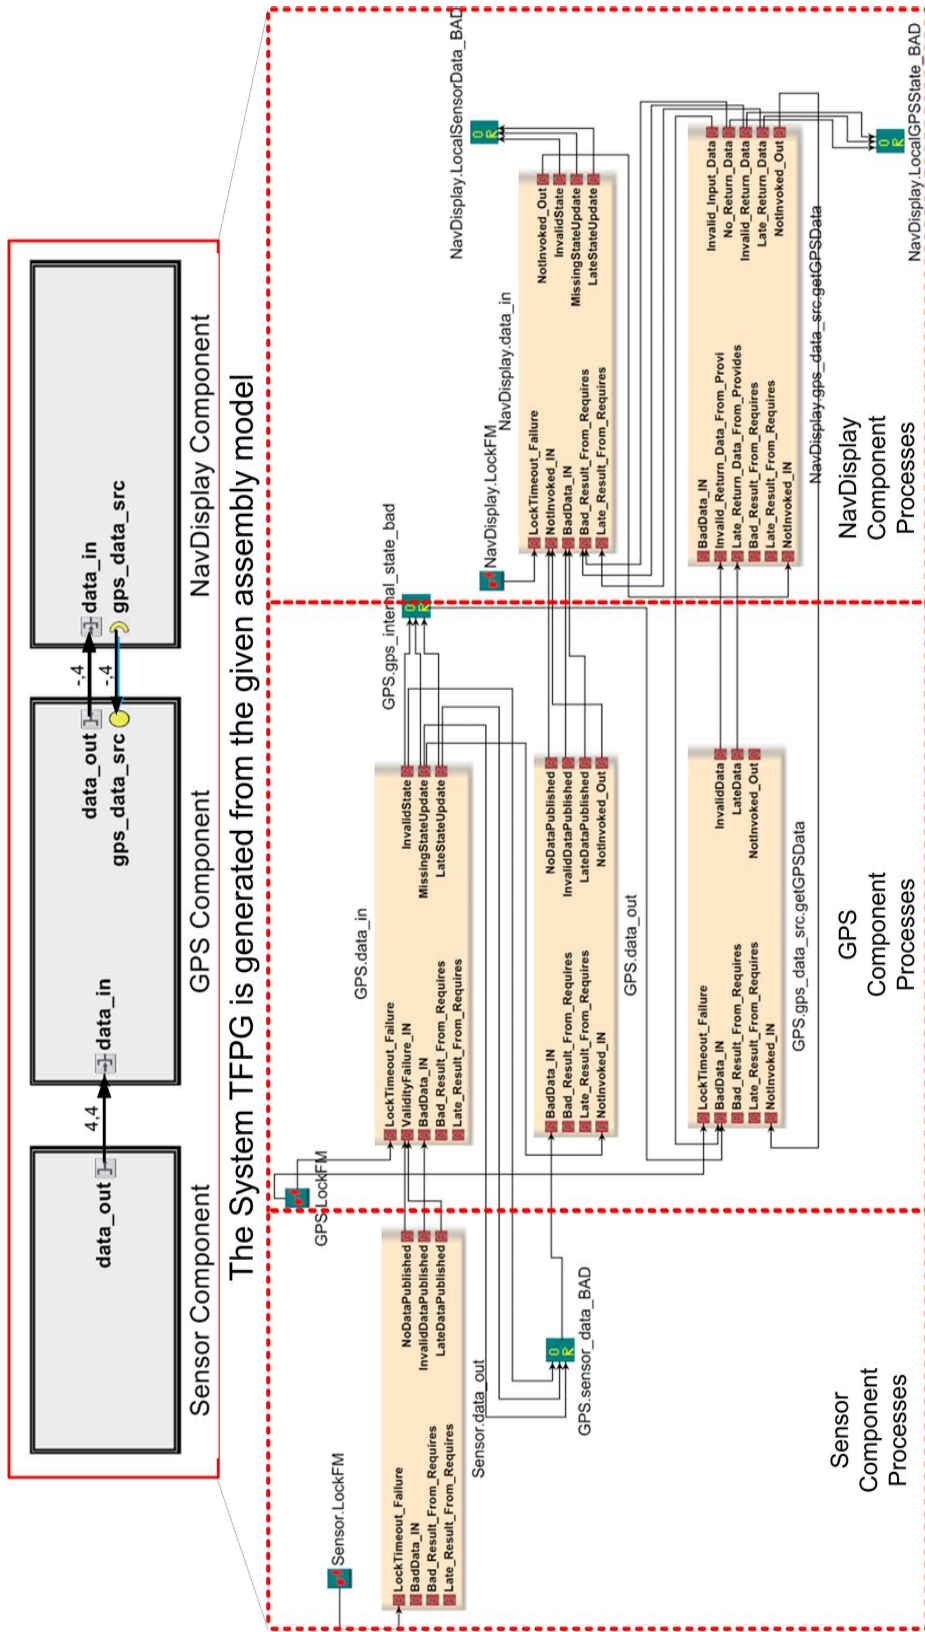 data_out
4,4
data_in
data_out
gps_data_src
-,4
-,4
data_in
gps_data_src
Sensor Component
GPS Component
NavDisplay Component
The System TFPG is generated from the given assembly model
Sensor.LockFM
LockTimeout_Failure
BadData_IN
Bad_Result_From_Requires
Late_Result_From_Requires
NoDataPublished
InvalidDataPublished
LateDataPublished
Sensor.data_out
GPS.sensor_data_BAD
O
R
Sensor
Component
Processes
GPS.LockFM
GPS.data_in
LockTimeout_Failure
ValidityFailure_IN
BadData_IN
Bad_Result_From_Requires
Late_Result_From_Requires
InvalidState
MissingStateUpdate
LateStateUpdate
GPS.gps_internal_state_bad
O
R
BadData_IN
Bad_Result_From_Requires
Late_Result_From_Requires
NotInvoked_IN
NoDataPublished
InvalidDataPublished
LateDataPublished
NotInvoked_Out
GPS.data_out
LockTimeout_Failure
BadData_IN
Bad_Result_From_Requires
Late_Result_From_Requires
NotInvoked_IN
InvalidData
LateData
NotInvoked_Out
GPS.gps_data_src.getGPSData
GPS
Component
Processes
NavDisplay.LockFM
NavDisplay.data_in
LockTimeout_Failure
NotInvoked_IN
BadData_IN
Bad_Result_From_Requires
Late_Result_From_Requires
NotInvoked_Out
InvalidState
MissingStateUpdate
LateStateUpdate
NavDisplay.LocalSensorData_BAD
O
R
BadData_IN
Invalid_Return_Data_From_Provi
Late_Return_Data_From_Provides
Bad_Result_From_Requires
Late_Result_From_Requires
NotInvoked_IN
Invalid_Input_Data
No_Return_Data
Invalid_Return_Data
Late_Return_Data
NotInvoked_Out
NavDisplay.gps_data_src.getGPSData
O
R
NavDisplay.LocalGPSState_BAD
NavDisplay
Component
Processes